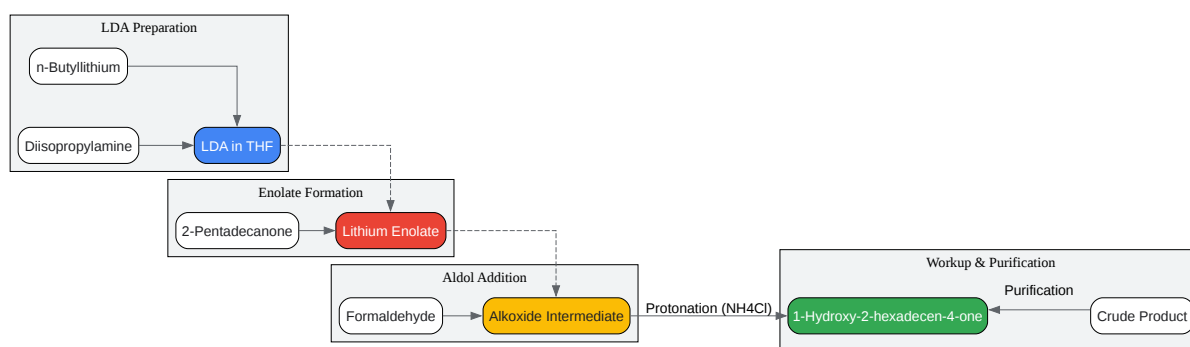 LDA Preparation
n-Butyllithium
Diisopropylamine
LDA in THF
Enolate Formation
2-Pentadecanone
Lithium Enolate
Aldol Addition
Formaldehyde
Alkoxide Intermediate
Protonation (NH4Cl)
Workup & Purification
1-Hydroxy-2-hexadecen-4-one
Purification
Crude Product